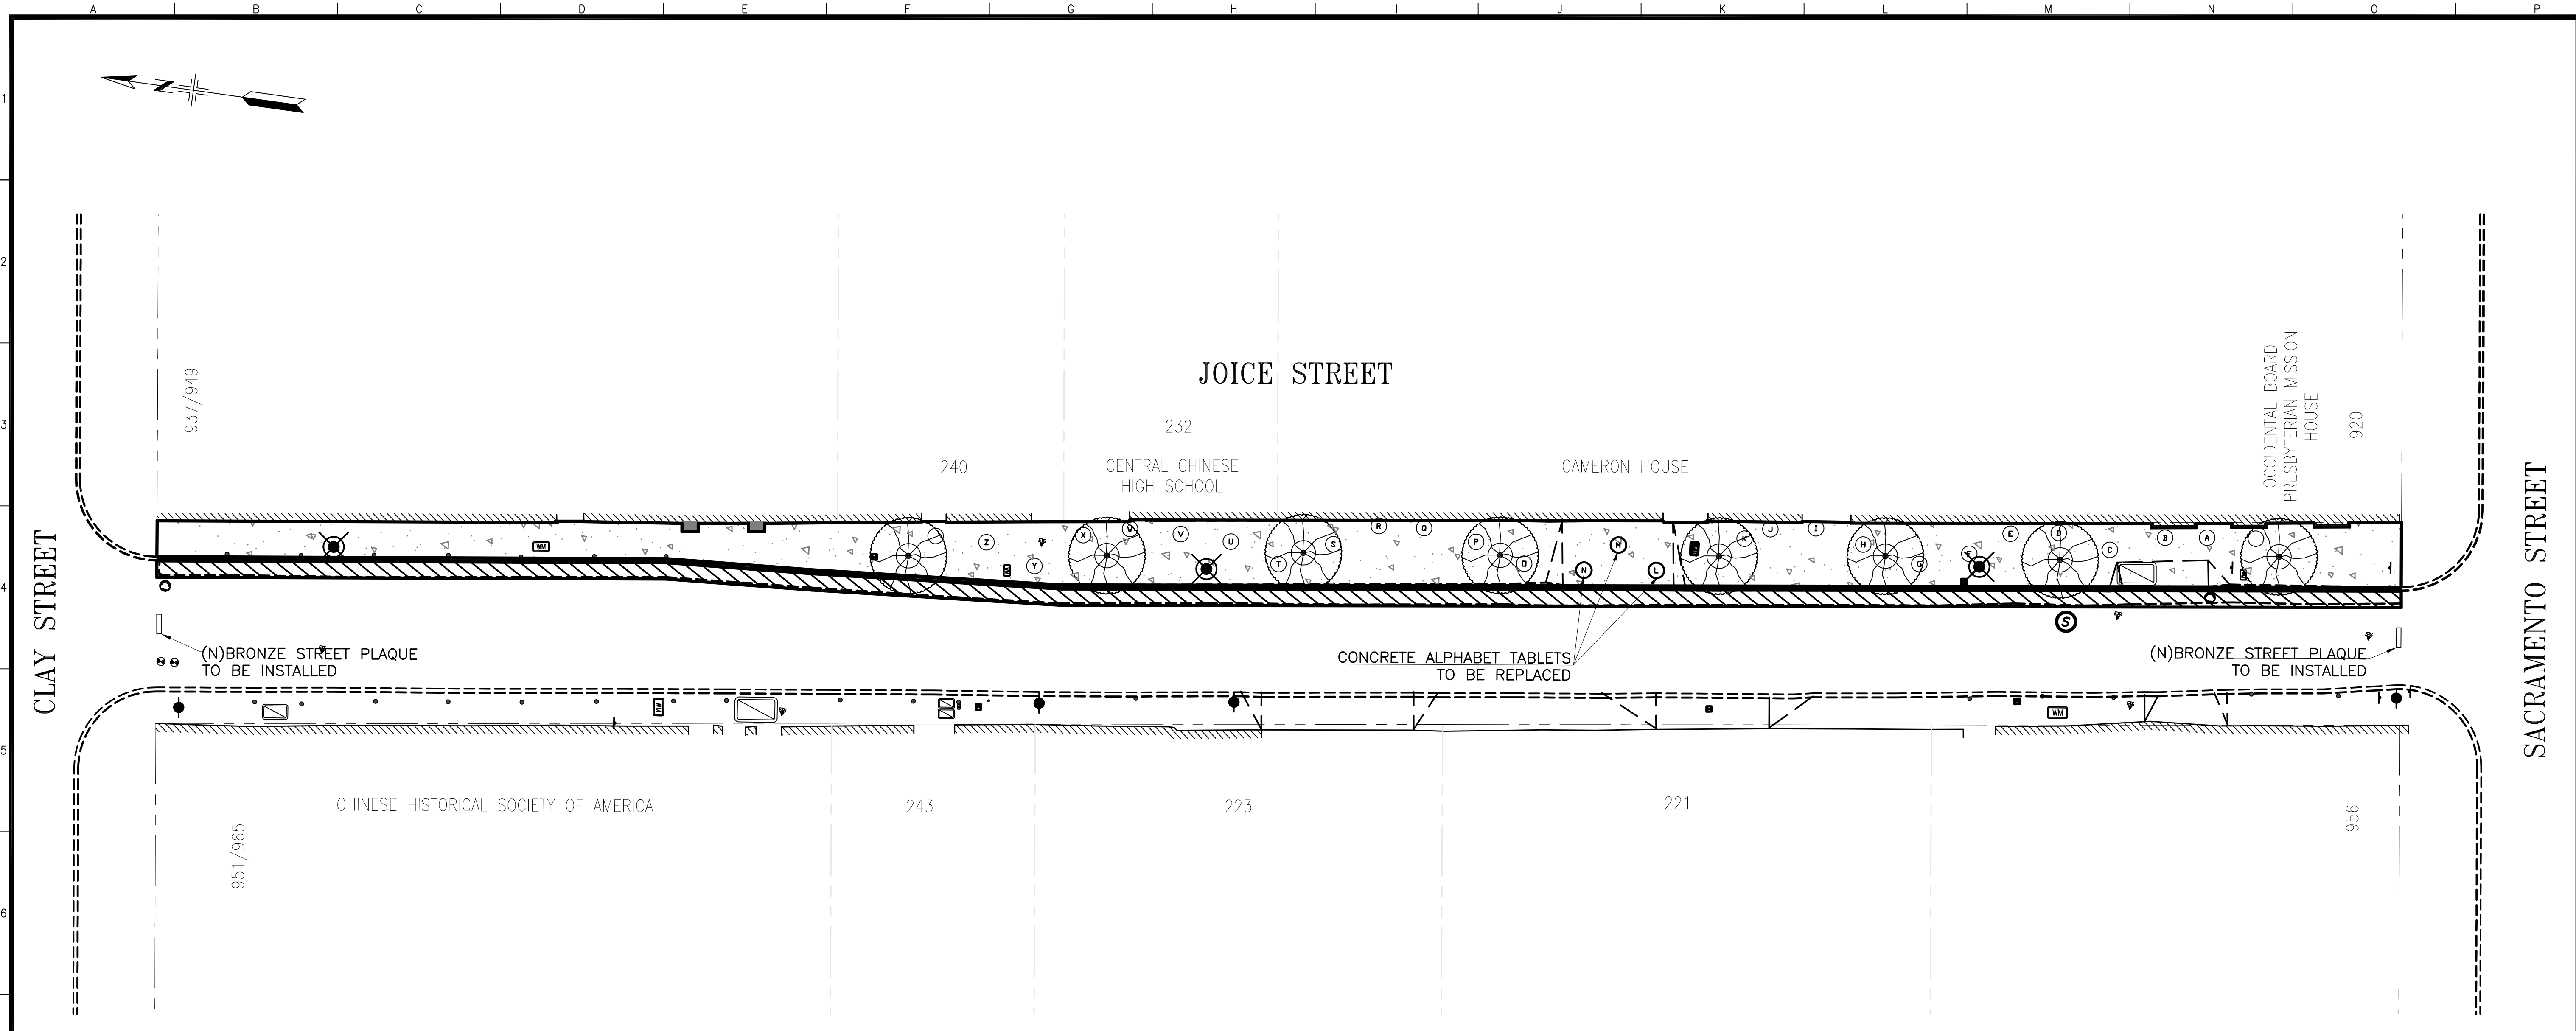 A B C D E F G H I J K L M N O P
1
N
2
JOICE STREET
937/949
232
240
CENTRAL CHINESE
HIGH SCHOOL
CAMERON HOUSE
OCCIDENTAL BOARD
PRESBYTERIAN MISSION
HOUSE
920
3
CLAY STREET
SACRAMENTO STREET
WM
Z Y X W V U T S R Q P O N M L K J I H G F E D C B A
4
S
(N)BRONZE STREET PLAQUE
TO BE INSTALLED
CONCRETE ALPHABET TABLETS
TO BE REPLACED
(N)BRONZE STREET PLAQUE
TO BE INSTALLED
WM
WM
5
CHINESE HISTORICAL SOCIETY OF AMERICA
243
223
221
951/965
956
6